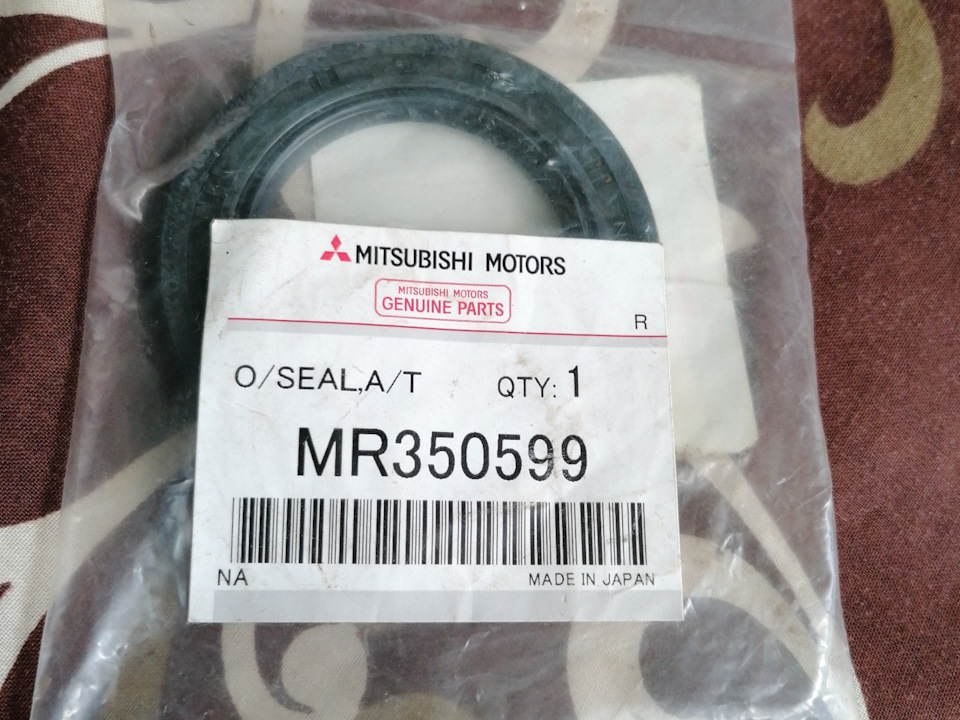 MITSUBISHI MOTORS
MITSUBISHI MOTORS
GENUINE PARTS
R
O/SEAL,A/T QTY: 1
MR350599
NA MADE IN JAPAN